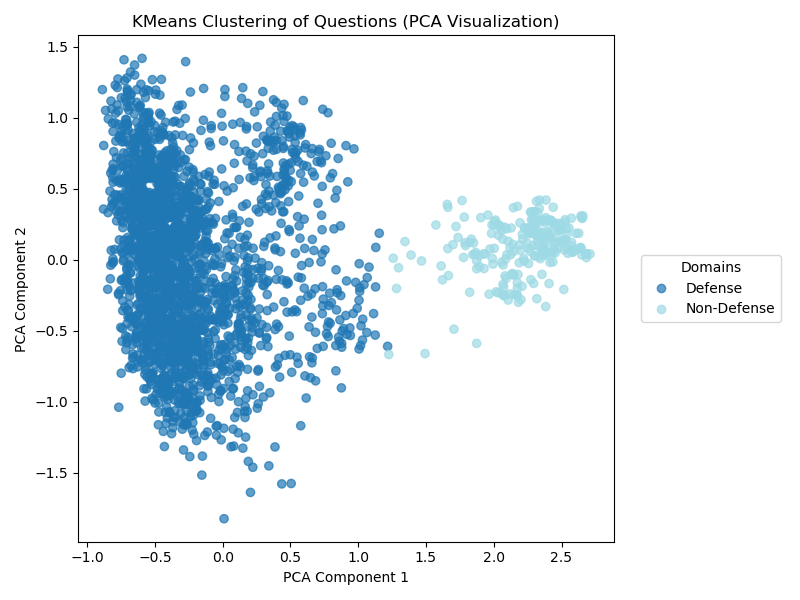 KMeans Clustering of Questions (PCA Visualization)
1.5
1.0
0.5
0.0
−0.5
−1.0
−1.5
PCA Component 2
−1.0
−0.5
0.0
0.5
1.0
1.5
2.0
2.5
PCA Component 1
Domains
Defense
Non-Defense